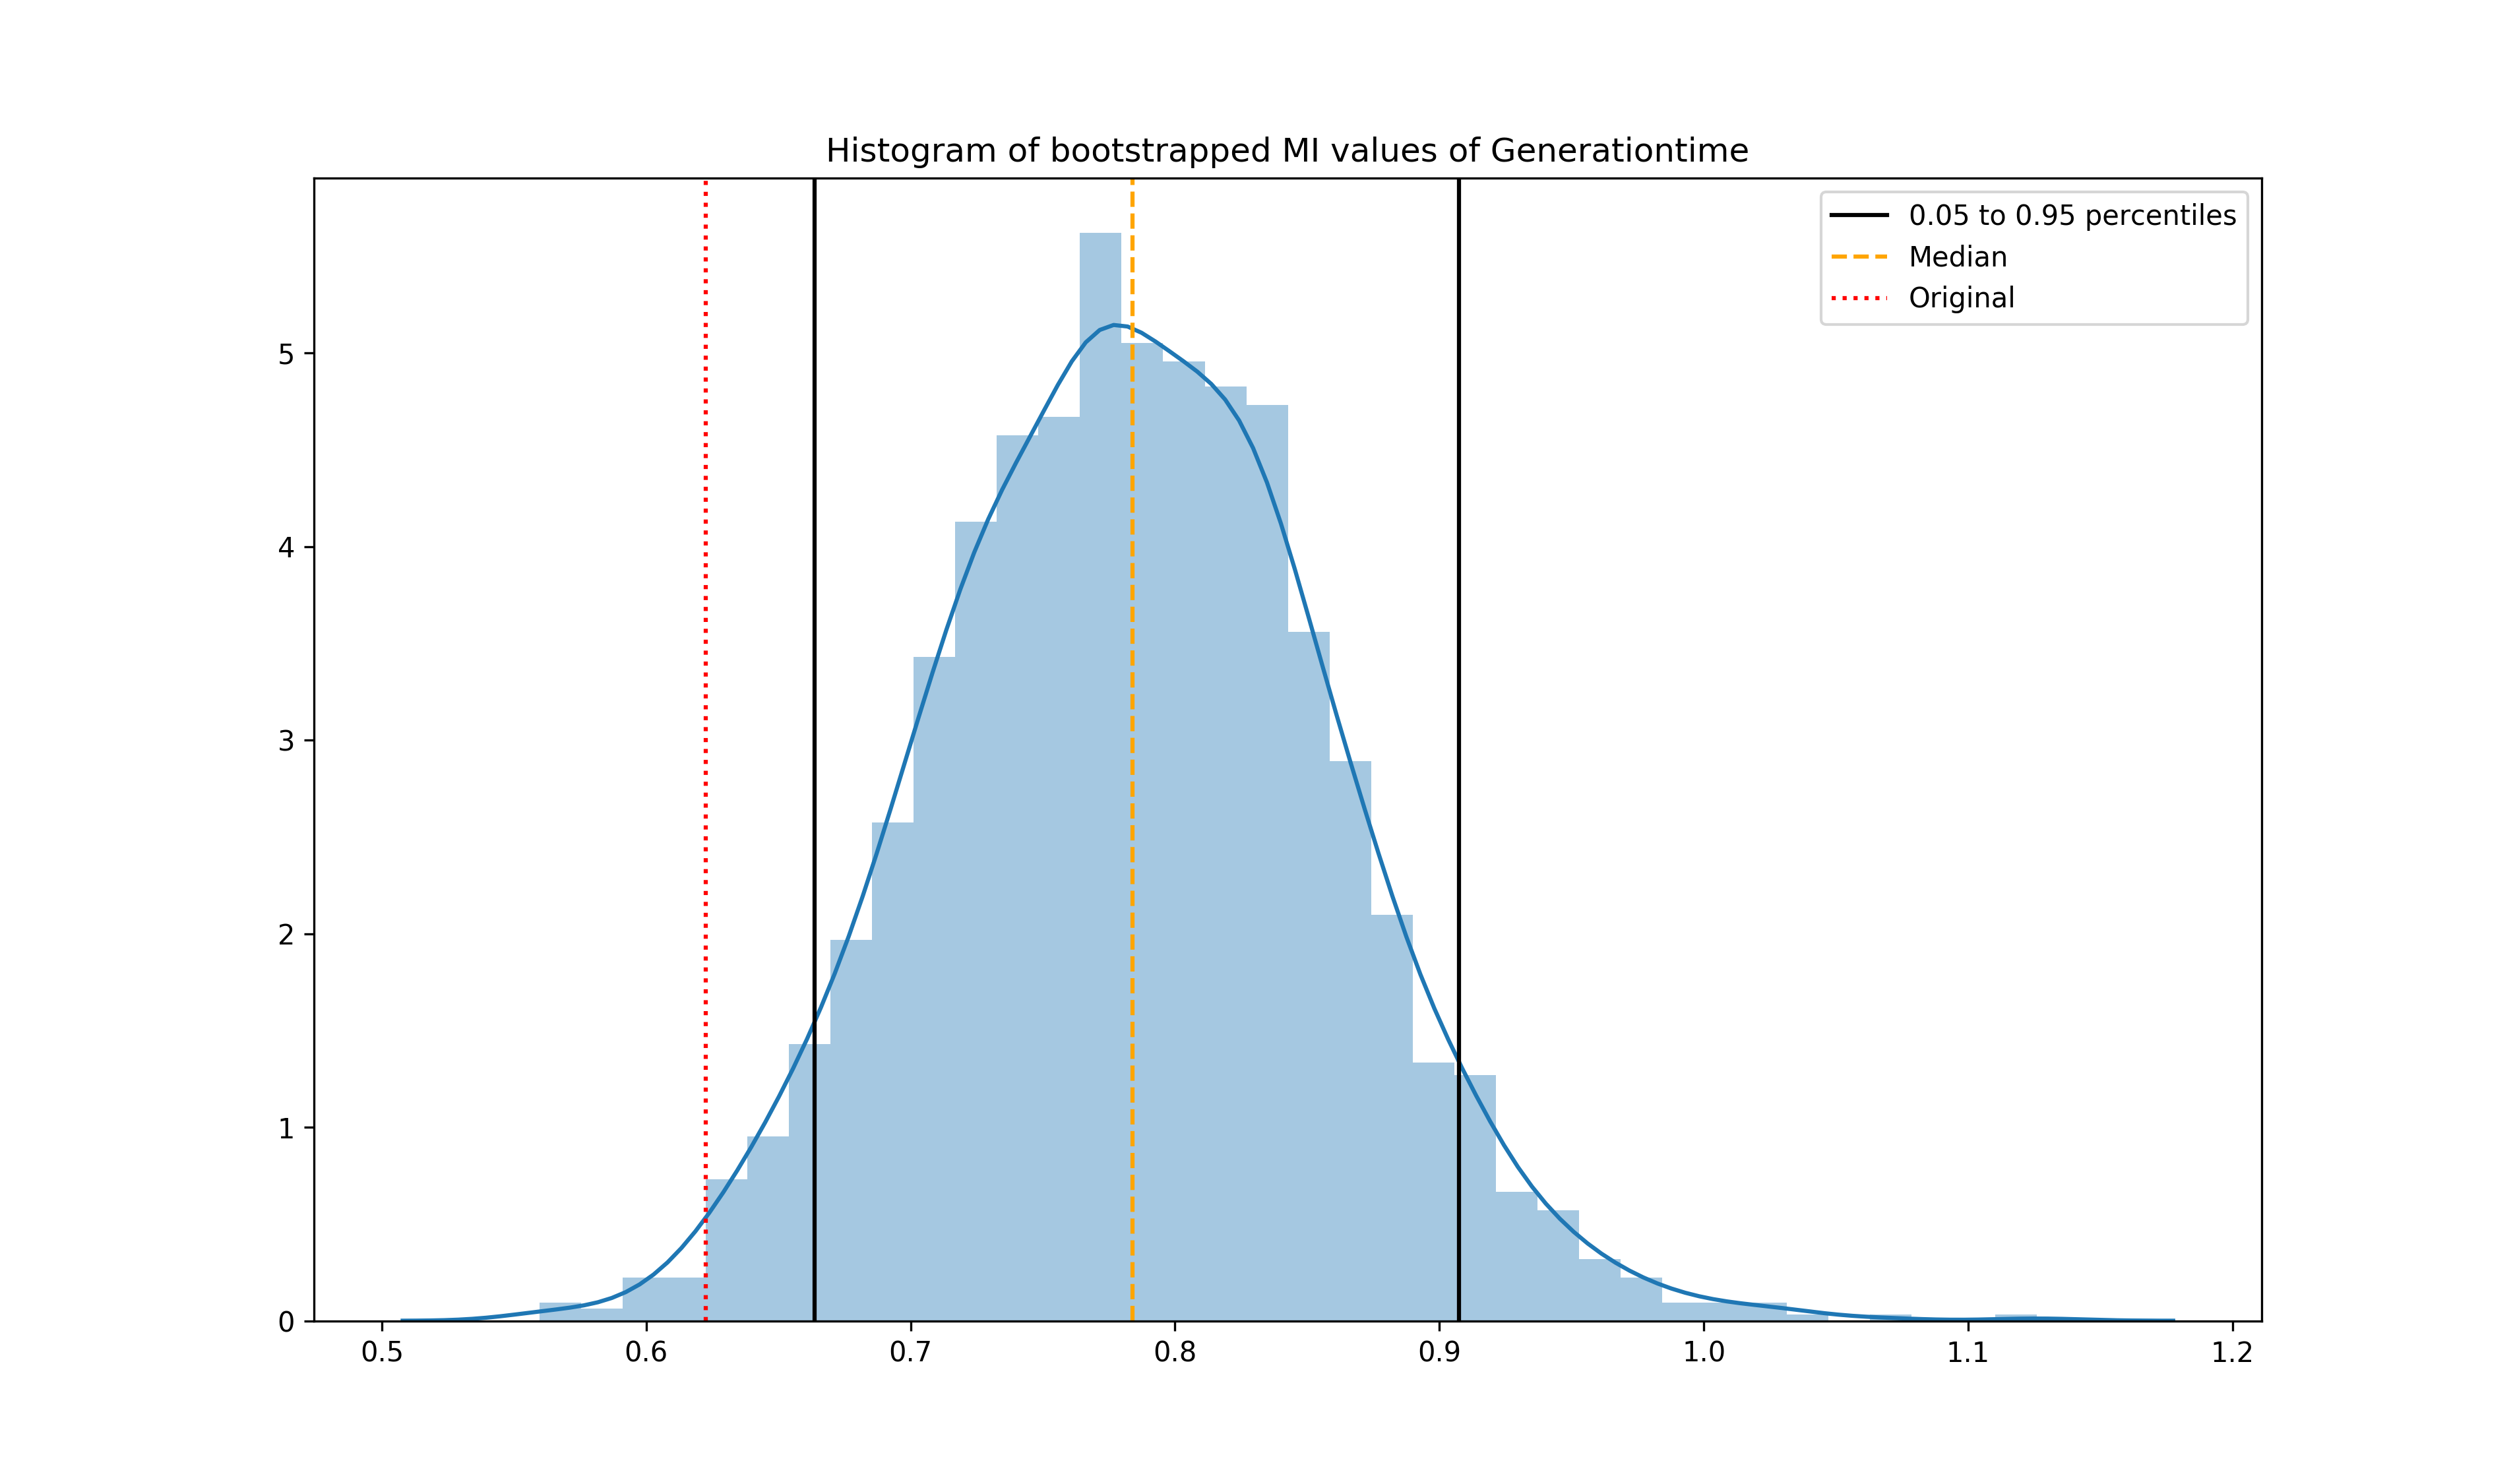 Histogram of bootstrapped MI values of Generationtime
0.05 to 0.95 percentiles
Median
Original
5
4
3
2
1
0
0.5 0.6 0.7 0.8 0.9 1.0 1.1 1.2